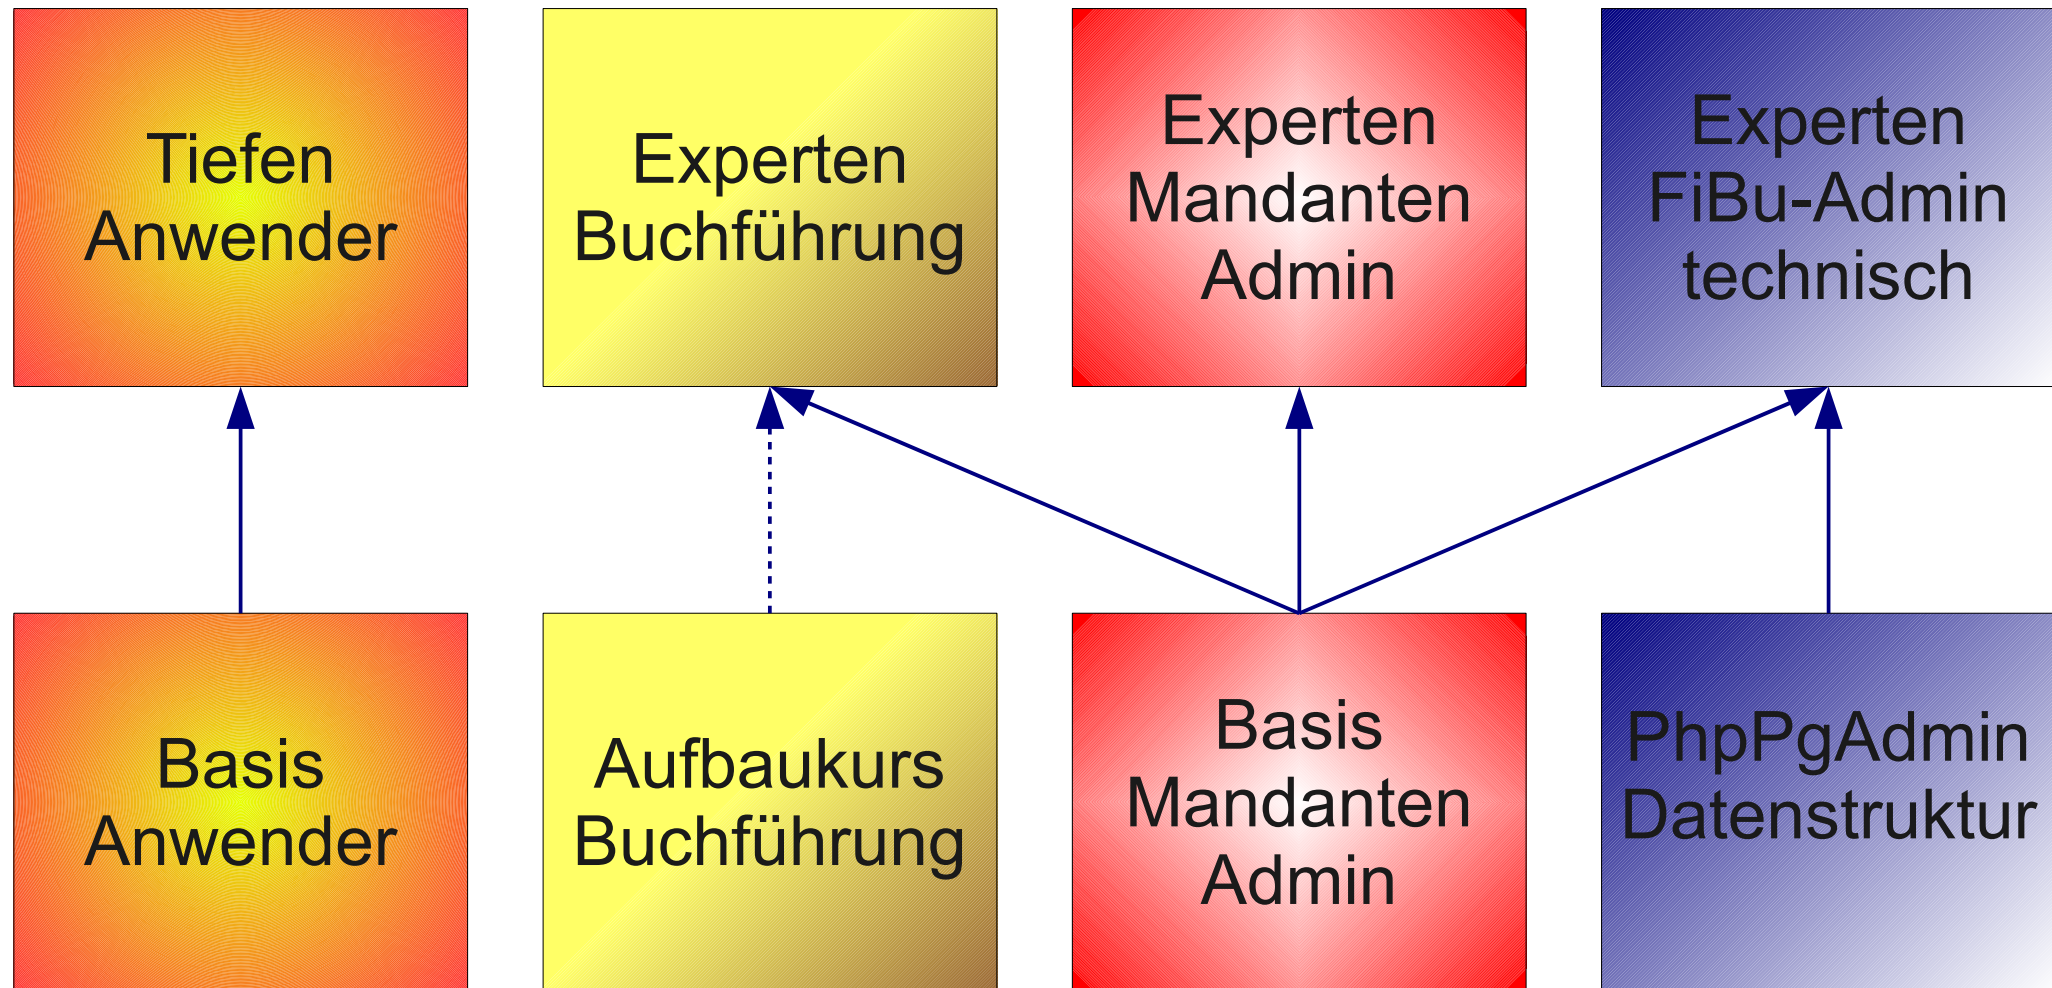 Tiefen
Anwender
Experten
Buchführung
Experten
Mandanten
Admin
Experten
FiBu-Admin
technisch
Basis
Anwender
Aufbaukurs
Buchführung
Basis
Mandanten
Admin
PhpPgAdmin
Datenstruktur